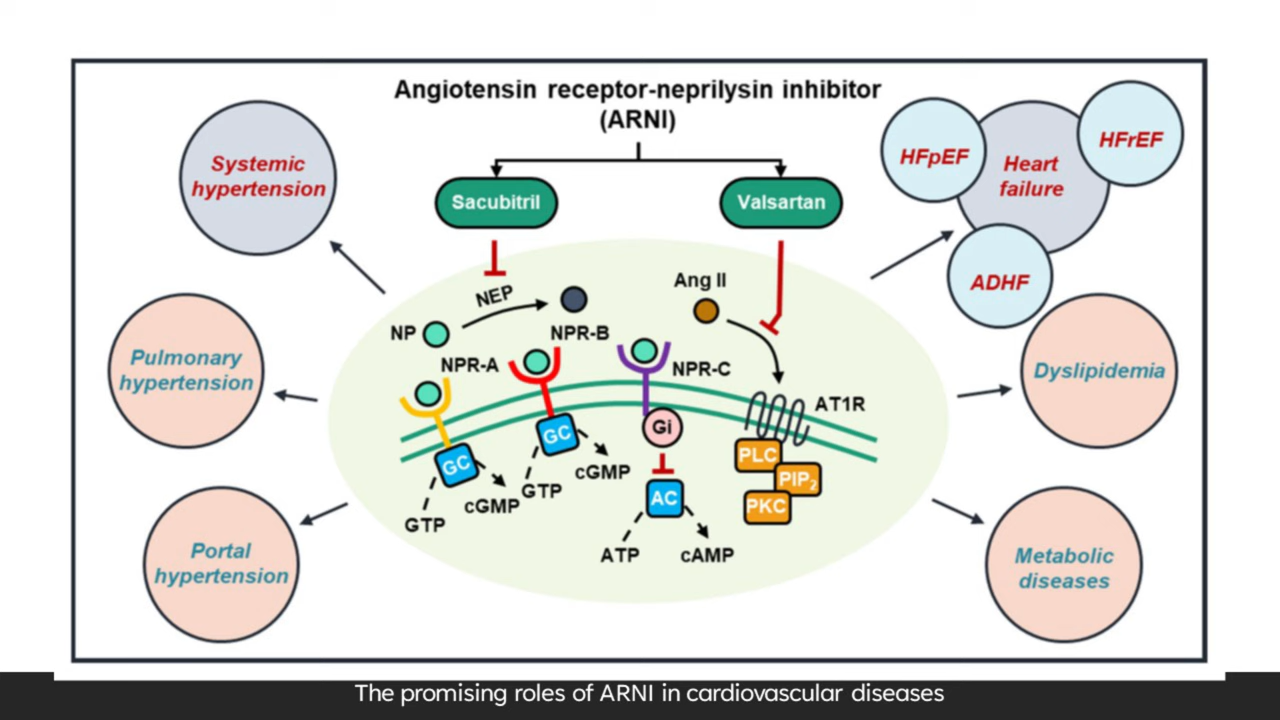 Angiotensin receptor-neprilysin inhibitor
(ARNI)
Systemic
hypertension
Sacubitril
Valsartan
HFpEF
Heart
failure
HFrEF
ADHF
Pulmonary
hypertension
Portal
hypertension
NEP
NP
NPR-B
NPR-A
Ang II
NPR-C
AT1R
GC
GC
Gi
PLC
PIP₂
PKC
AC
cGMP
GTP
cGMP
GTP
ATP
cAMP
Dyslipidemia
Metabolic
diseases
The promising roles of ARNI in cardiovascular diseases